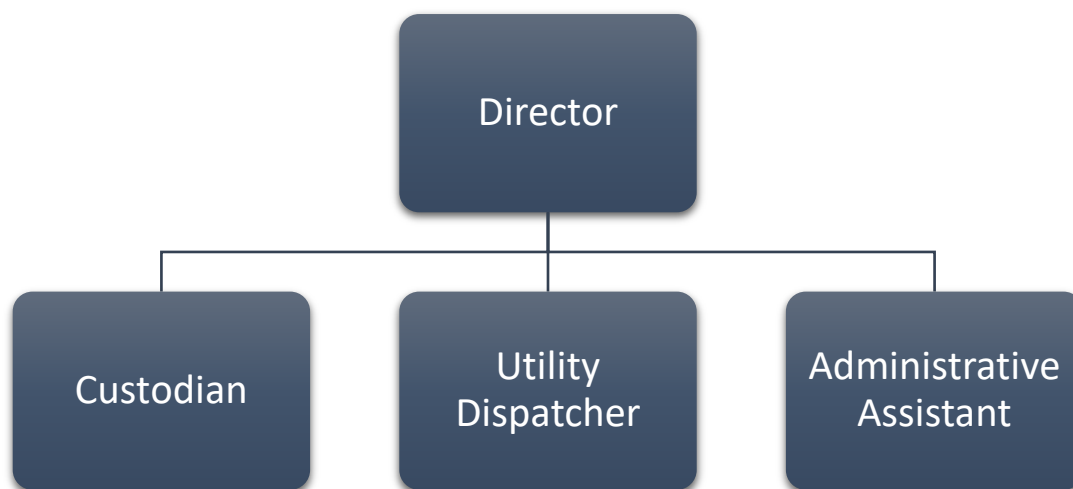 Director
Custodian
Utility
Dispatcher
Administrative
Assistant